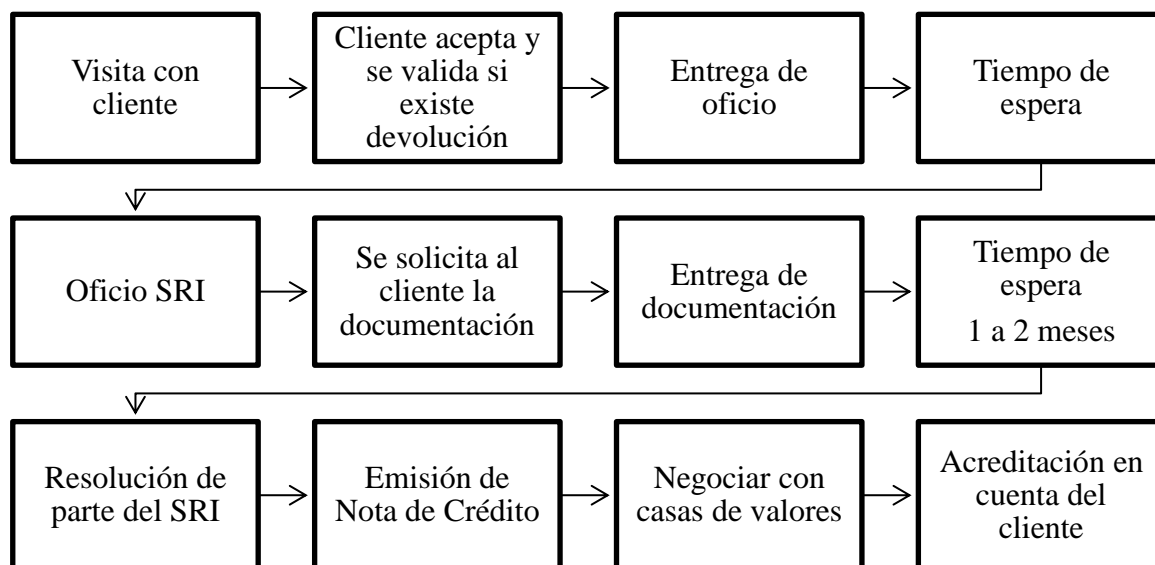 Visita con
cliente
Cliente acepta y
se valida si
existe
devolución
Entrega de
oficio
Tiempo de
espera
Oficio SRI
Se solicita al
cliente la
documentación
Entrega de
documentación
Tiempo de
espera
1 a 2 meses
Resolución de
parte del SRI
Emisión de
Nota de Crédito
Negociar con
casas de valores
Acreditación en
cuenta del
cliente